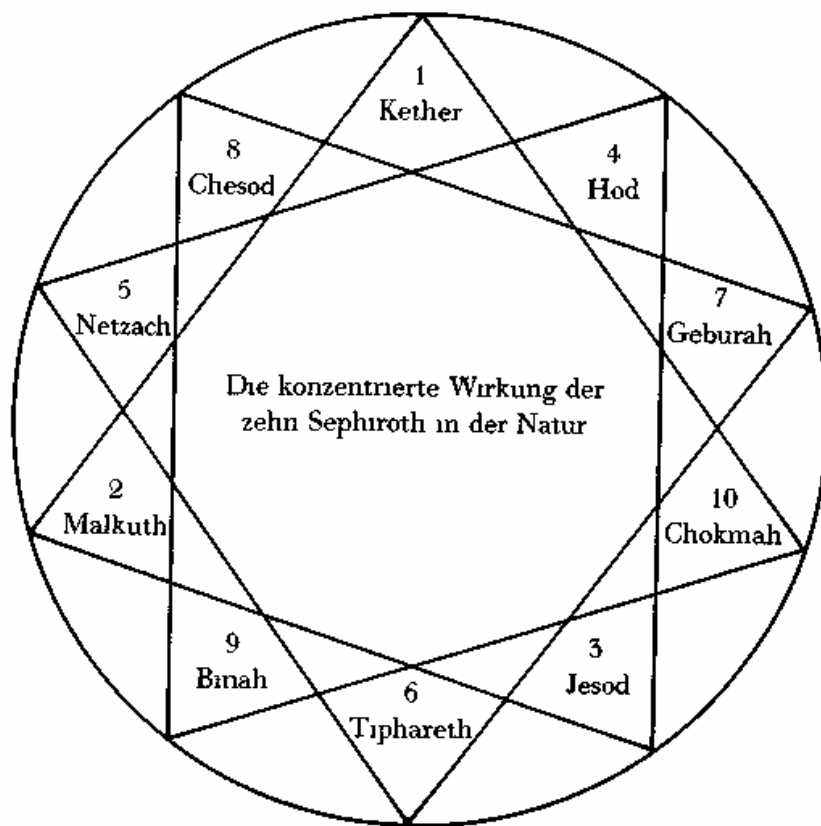 1
Kether
8
Chesod
4
Hod
5
Netzach
7
Geburah
Die konzentrierte Wirkung der
zehn Sephiroth in der Natur
2
Malkuth
10
Chokmah
9
Binah
3
Jesod
6
Tiphareth